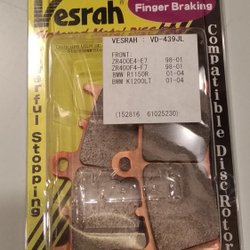 Vesrah
Finger Braking
VESRAH : VD-439JL
FRONT:
ZR400E4-E7 98-01
ZR400F4-F7 98-01
BMW R1150R 01-04
BMW K1200LT 01-04
(152816 61025230)
Compatible Disc Rotor
erful Stopping